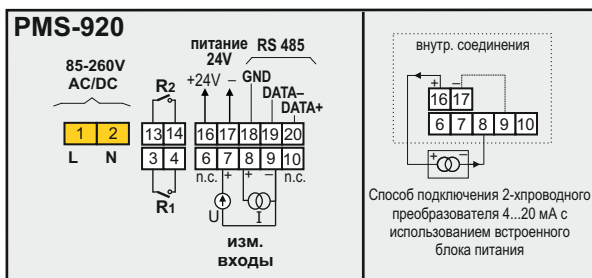 PMS-920
85-260V
AC/DC
1 2
L N
R2
13 14
3 4
R1
питание
24V
RS 485
+24V – GND
DATA–
DATA+
16 17 18 19 20
6 7 8 9 10
n.c. + + – n.c.
U I
изм.
входы
внутр. соединения
+ –
16 17
6 7 8 9 10
+ –
Способ подключения 2-хпроводного
преобразователя 4...20 мА с
использованием встроенного
блока питания